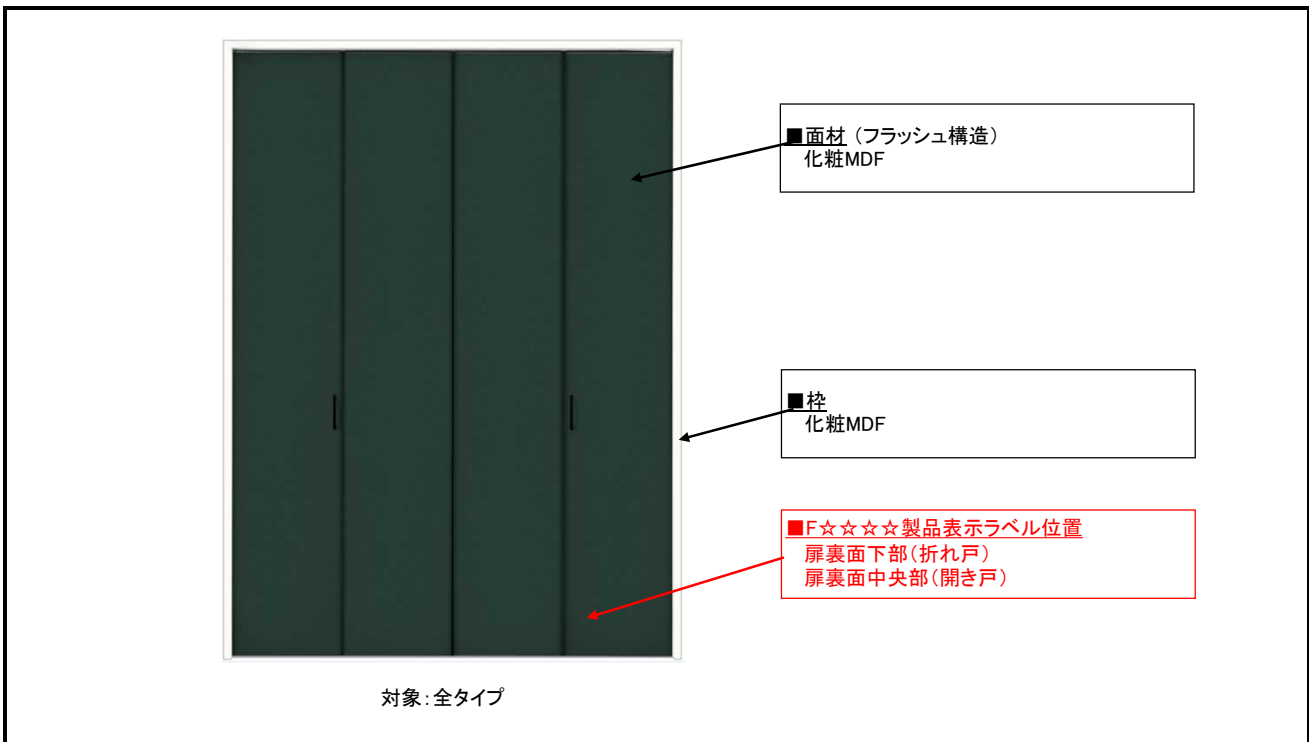 ■面材 (フラッシュ構造)
化粧MDF
■枠
化粧MDF
■F☆☆☆☆製品表示ラベル位置
扉裏面下部(折れ戸)
扉裏面中央部(開き戸)
対象:全タイプ